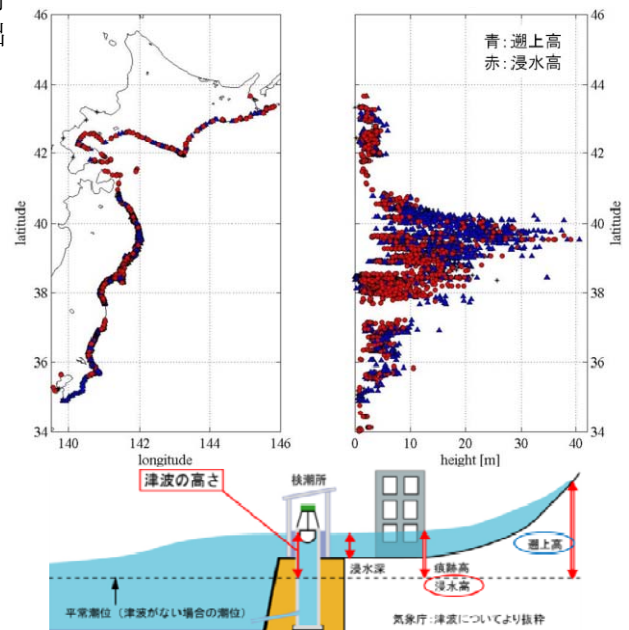 46
44
42
40
38
36
34
latitude
140
142
144
146
longitude
青：遡上高
赤：浸水高
46
44
42
40
38
36
34
latitude
0
10
20
30
40
height [m]
津波の高さ
検潮所
浸水深
痕跡高
浸水高
遡上高
平常潮位（津波がない場合の潮位）
気象庁：津波についてより抜粋